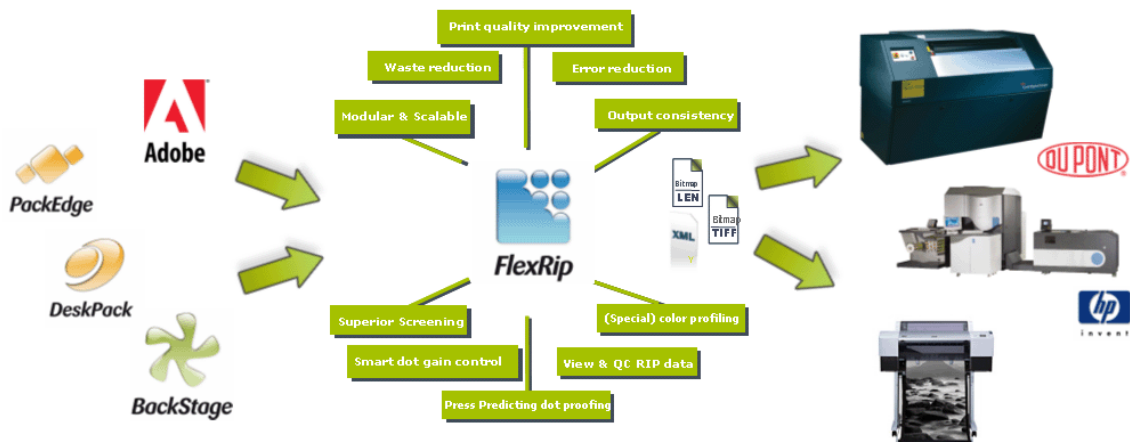 Print quality improvement
Waste reduction
Error reduction
Modular & Scalable
Output consistency
Adobe
PackEdge
DeskPack
BackStage
FlexRip
Bitmap
LEN
Bitmap
TIFF
XML
DU PONT
hp
invent
Superior Screening
(Special) color profiling
Smart dot gain control
View & QC RIP data
Press Predicting dot proofing